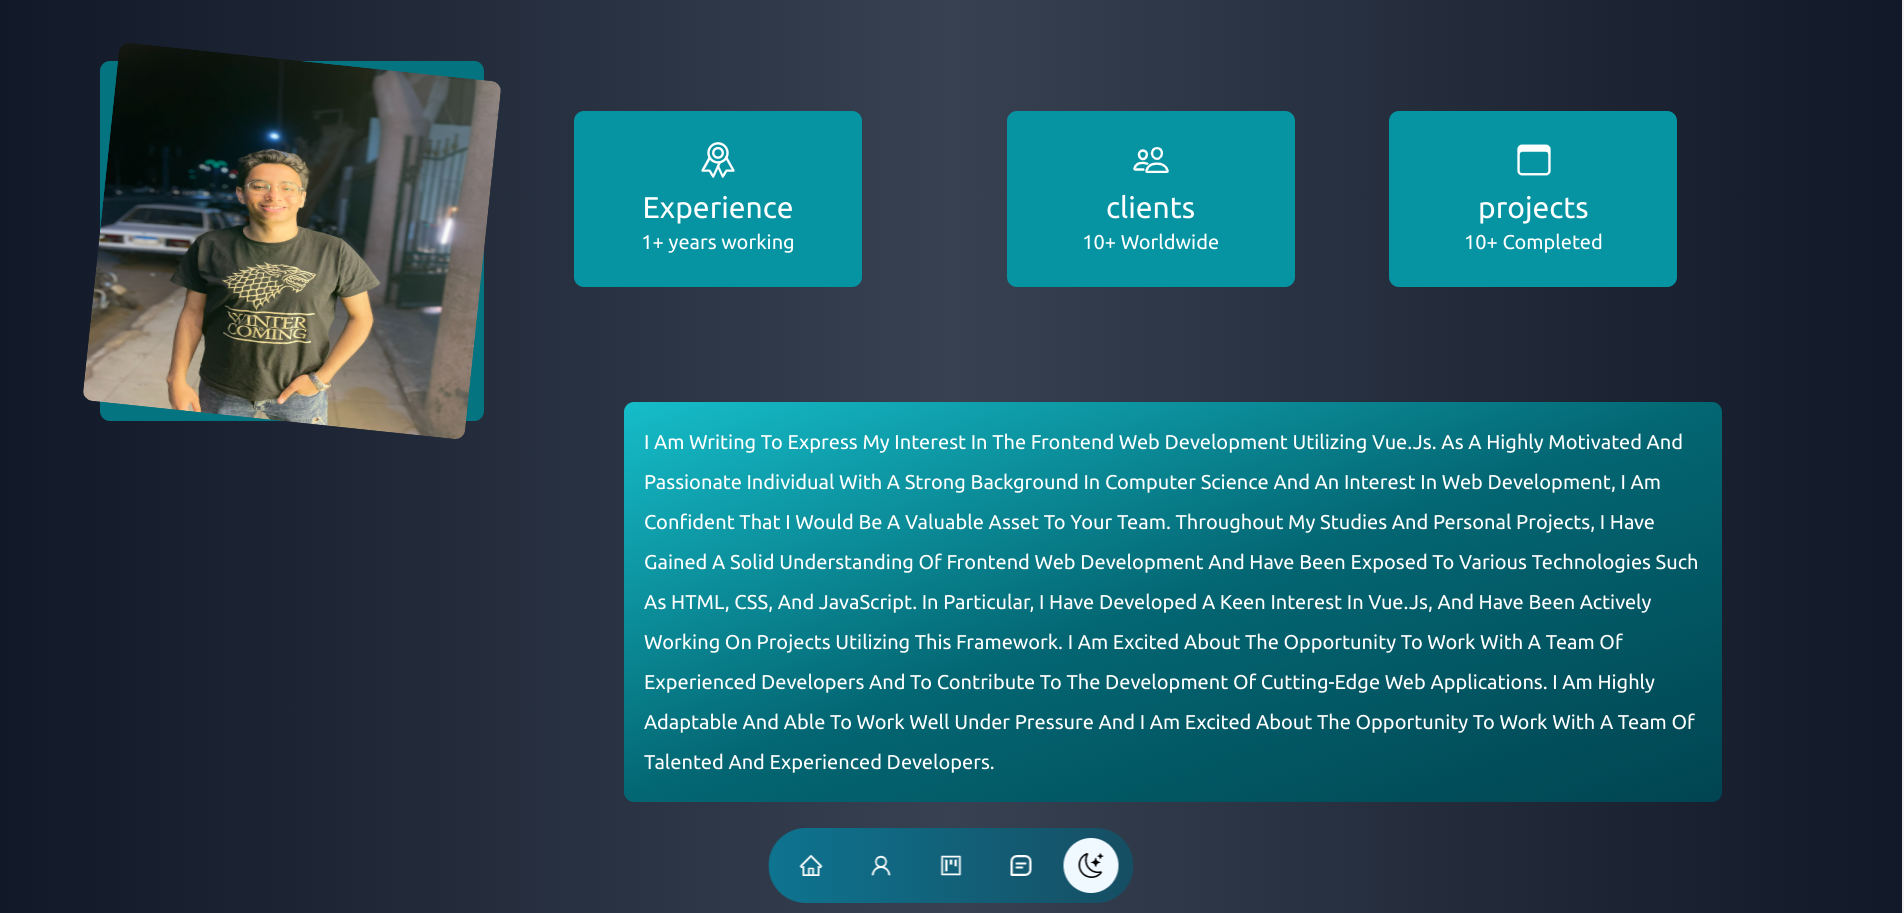 WINTER
COMING
Experience
1+ years working
clients
10+ Worldwide
projects
10+ Completed
I Am Writing To Express My Interest In The Frontend Web Development Utilizing Vue.Js. As A Highly Motivated And
Passionate Individual With A Strong Background In Computer Science And An Interest In Web Development, I Am
Confident That I Would Be A Valuable Asset To Your Team. Throughout My Studies And Personal Projects, I Have
Gained A Solid Understanding Of Frontend Web Development And Have Been Exposed To Various Technologies Such
As HTML, CSS, And JavaScript. In Particular, I Have Developed A Keen Interest In Vue.Js, And Have Been Actively
Working On Projects Utilizing This Framework. I Am Excited About The Opportunity To Work With A Team Of
Experienced Developers And To Contribute To The Development Of Cutting-Edge Web Applications. I Am Highly
Adaptable And Able To Work Well Under Pressure And I Am Excited About The Opportunity To Work With A Team Of
Talented And Experienced Developers.